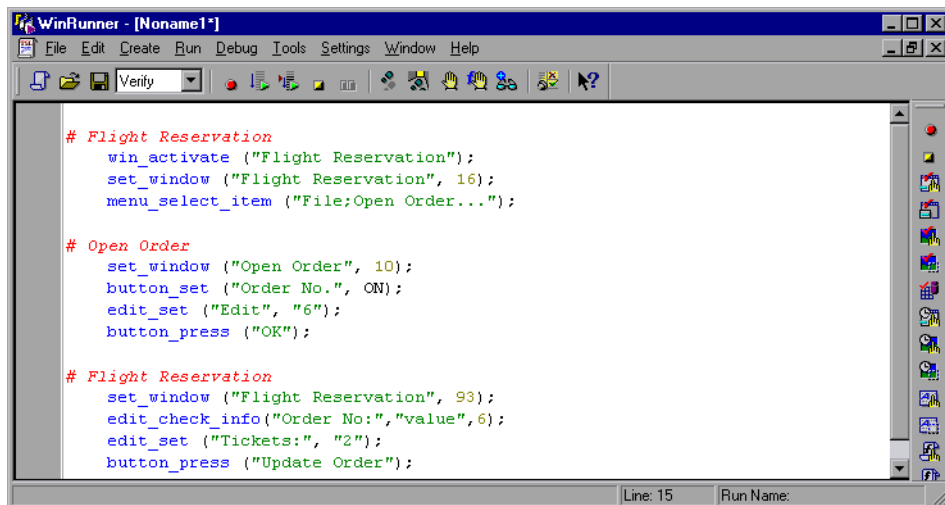 WinRunner - [Noname1*]
File Edit Create Run Debug Tools Settings Window Help
Verify
# Flight Reservation
win_activate ("Flight Reservation");
set_window ("Flight Reservation", 16);
menu_select_item ("File;Open Order...");
# Open Order
set_window ("Open Order", 10);
button_set ("Order No.", ON);
edit_set ("Edit", "6");
button_press ("OK");
# Flight Reservation
set_window ("Flight Reservation", 93);
edit_check_info("Order No:","value",6);
edit_set ("Tickets:", "2");
button_press ("Update Order");
Line: 15 Run Name: